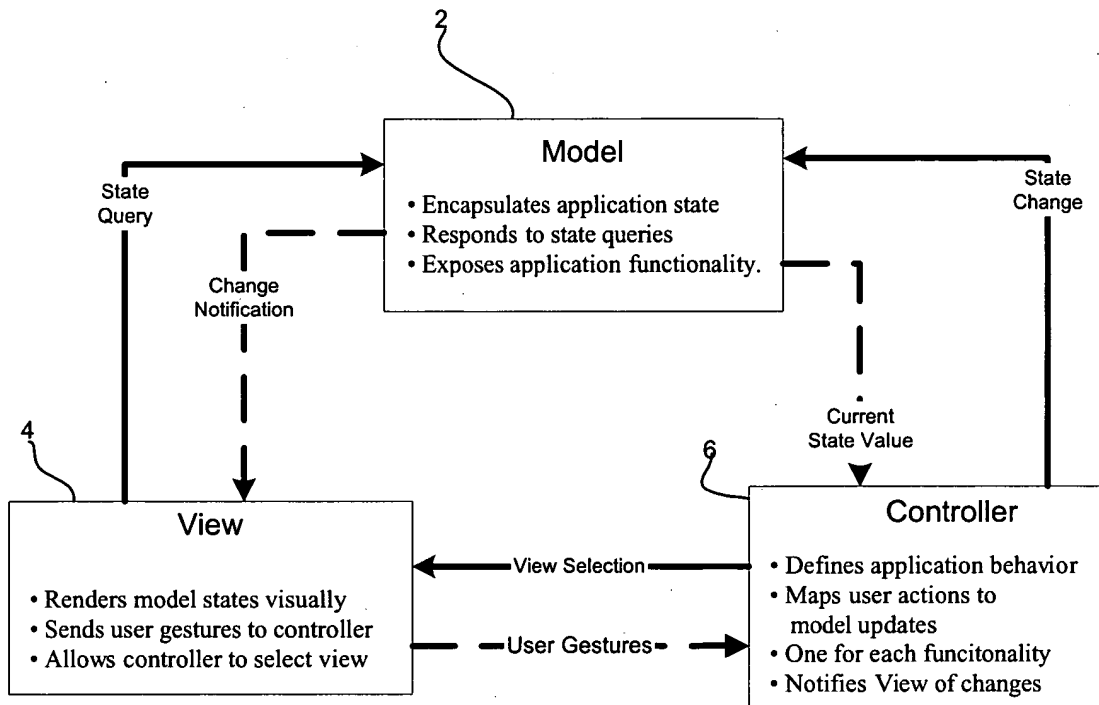 2
Model
• Encapsulates application state
• Responds to state queries
• Exposes application functionality.
State
Query
State
Change
Change
Notification
Current
State Value
4
View
• Renders model states visually
• Sends user gestures to controller
• Allows controller to select view
View Selection
User Gestures
6
Controller
• Defines application behavior
• Maps user actions to
model updates
• One for each funcitonality
• Notifies View of changes